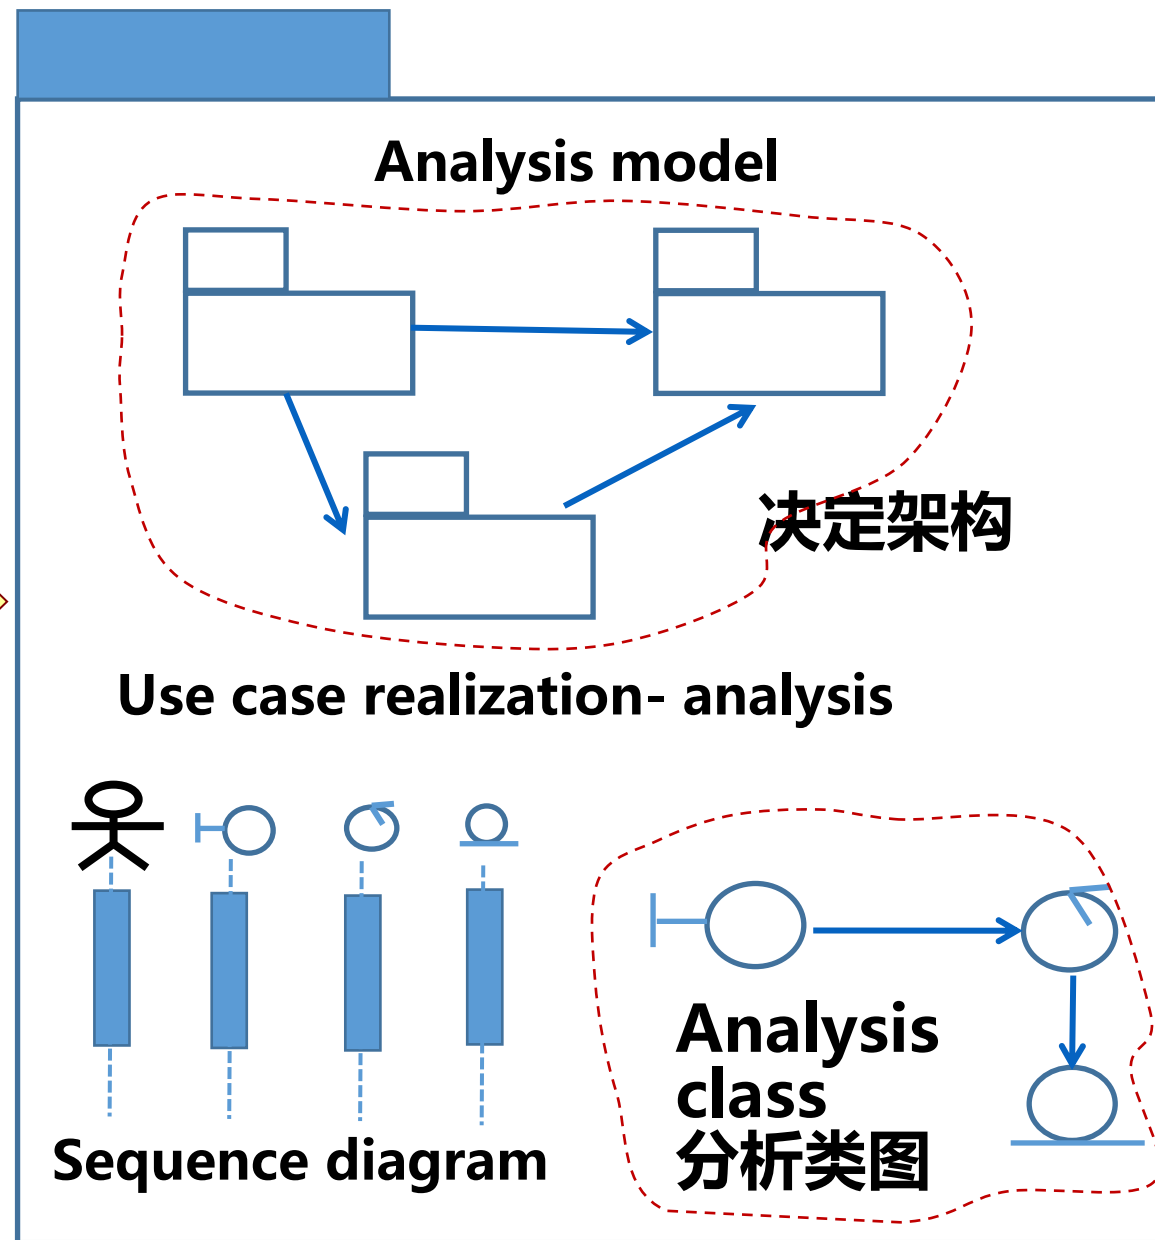 Analysis model
决定架构
Use case realization- analysis
Analysis
class
分析类图
Sequence diagram